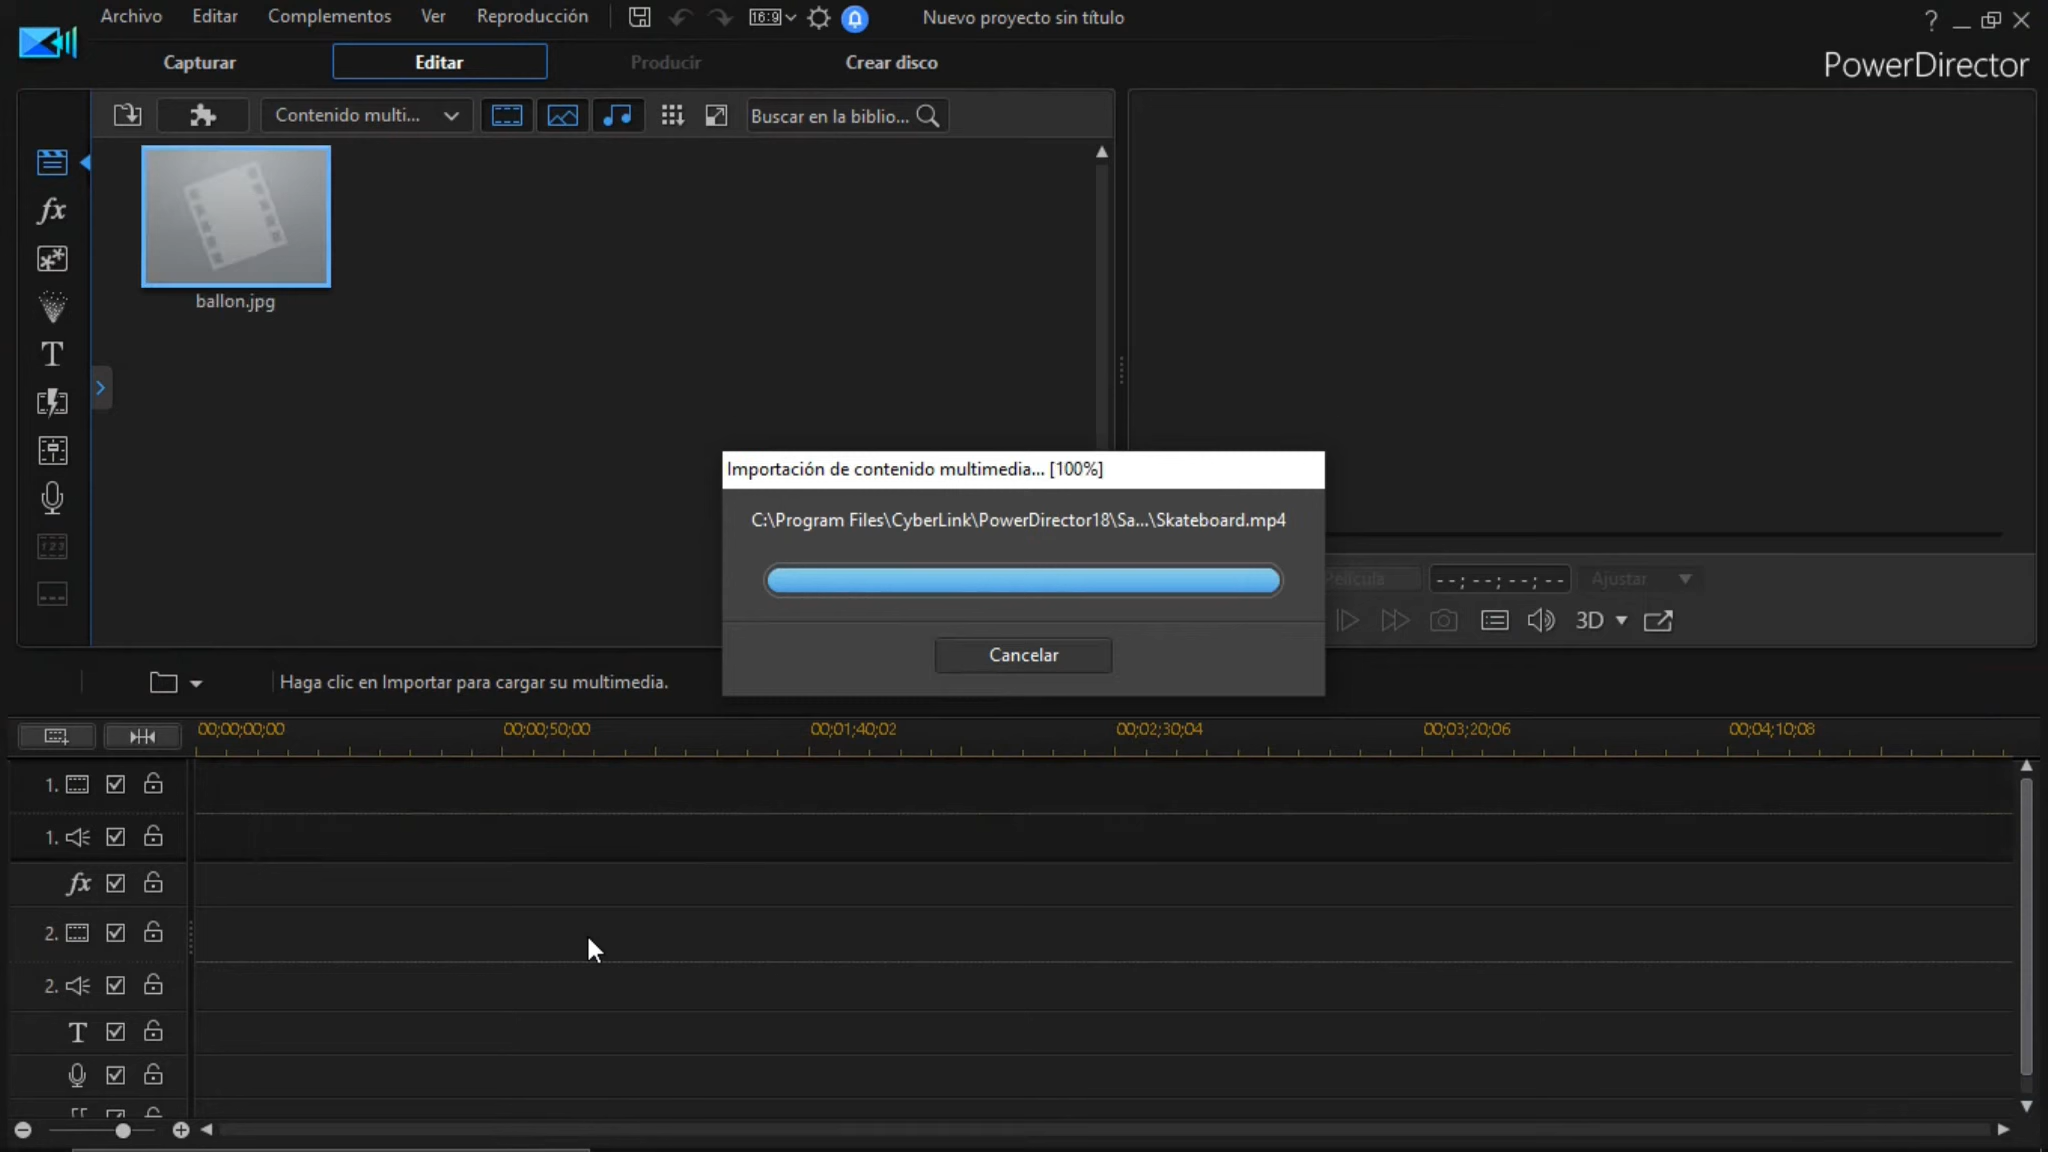 Archivo Editar Complementos Ver Reproducción 16:9 Nuevo proyecto sin título ?
Capturar Editar Producir Crear disco PowerDirector
Contenido multi... Buscar en la biblio...
fx
ballon.jpg
T
Importación de contenido multimedia... [100%]
C:\Program Files\CyberLink\PowerDirector18\Sa...\Skateboard.mp4
Cancelar
123
Película --;--;--;-- Ajustar
3D
Haga clic en Importar para cargar su multimedia.
00;00;00;00 00;00;50;00 00;01;40;02 00;02;30;04 00;03;20;06 00;04;10;08
1.
1.
fx
2.
2.
T